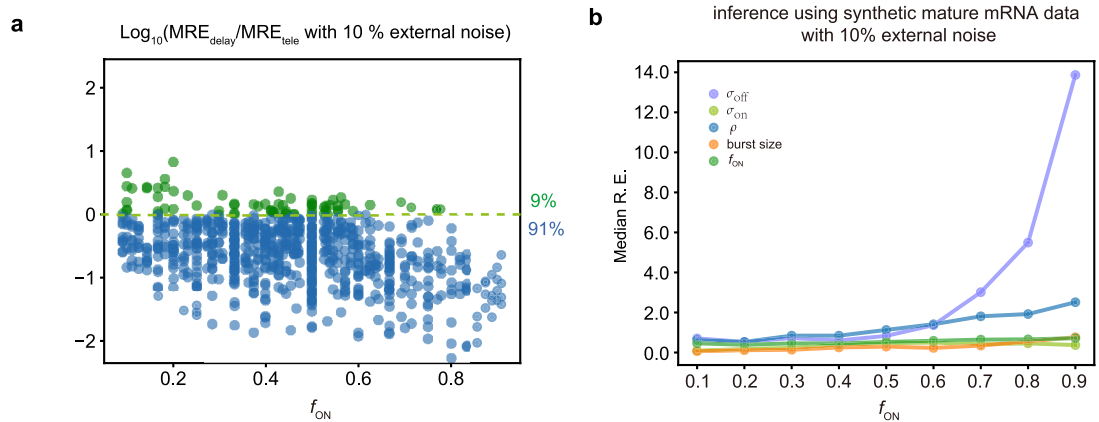 a
Log10(MREdelay/MREtele with 10 % external noise)
2
1
0
−1
−2
0.2
0.4
0.6
0.8
fON
9%
91%
b
inference using synthetic mature mRNA data
with 10% external noise
Median R. E.
14.0
12.0
10.0
8.0
6.0
4.0
2.0
0.0
σoff
σon
ρ
burst size
fON
0.1
0.2
0.3
0.4
0.5
0.6
0.7
0.8
0.9
fON